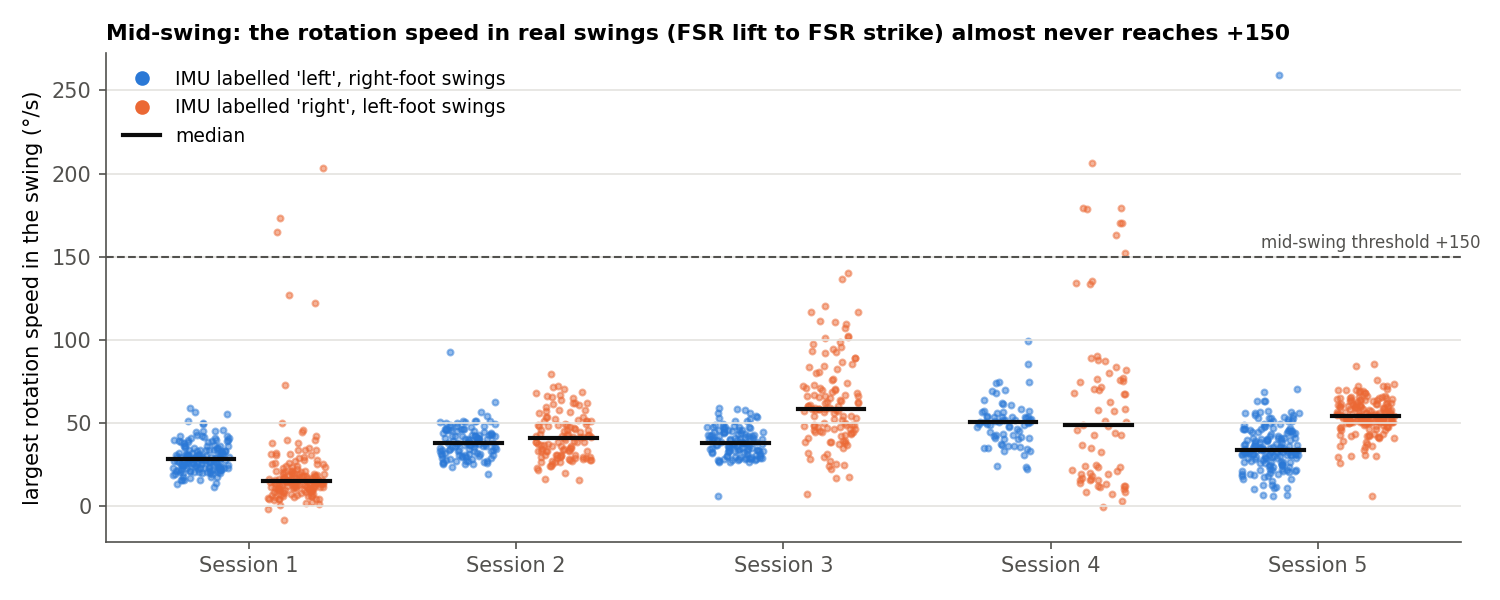 Mid-swing: the rotation speed in real swings (FSR lift to FSR strike) almost never reaches +150
largest rotation speed in the swing (°/s)
250
200
150
100
50
0
IMU labelled 'left', right-foot swings
IMU labelled 'right', left-foot swings
median
mid-swing threshold +150
Session 1
Session 2
Session 3
Session 4
Session 5